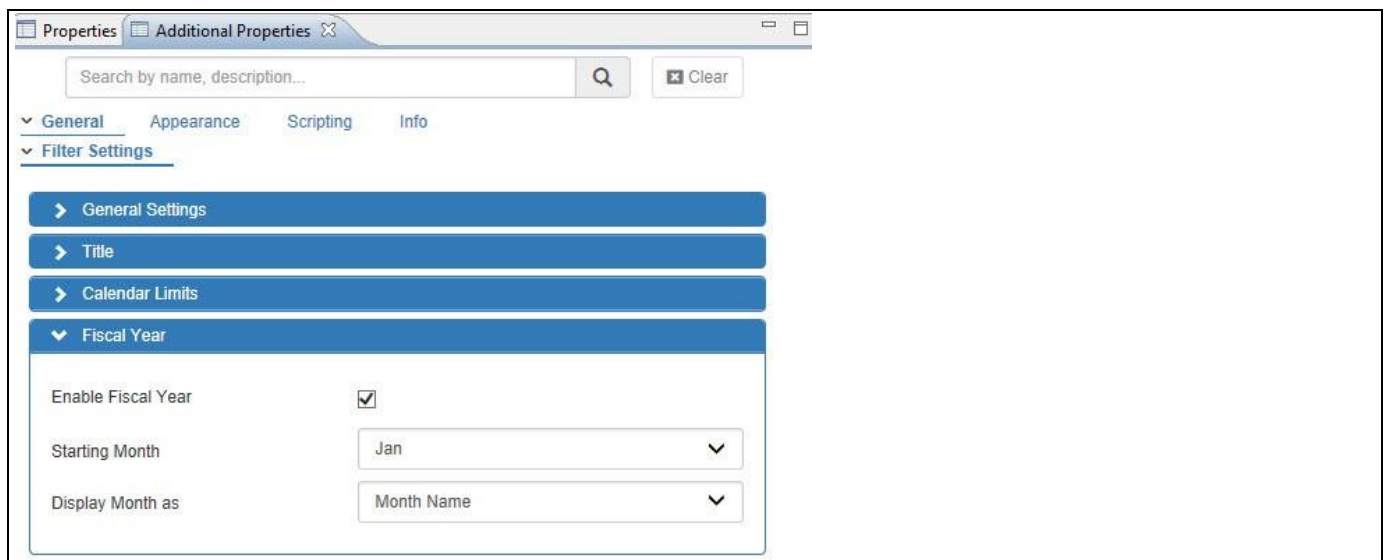 Properties Additional Properties
Search by name, description... Clear
General Appearance Scripting Info
Filter Settings
General Settings
Title
Calendar Limits
Fiscal Year
Enable Fiscal Year
Starting Month Jan
Display Month as Month Name